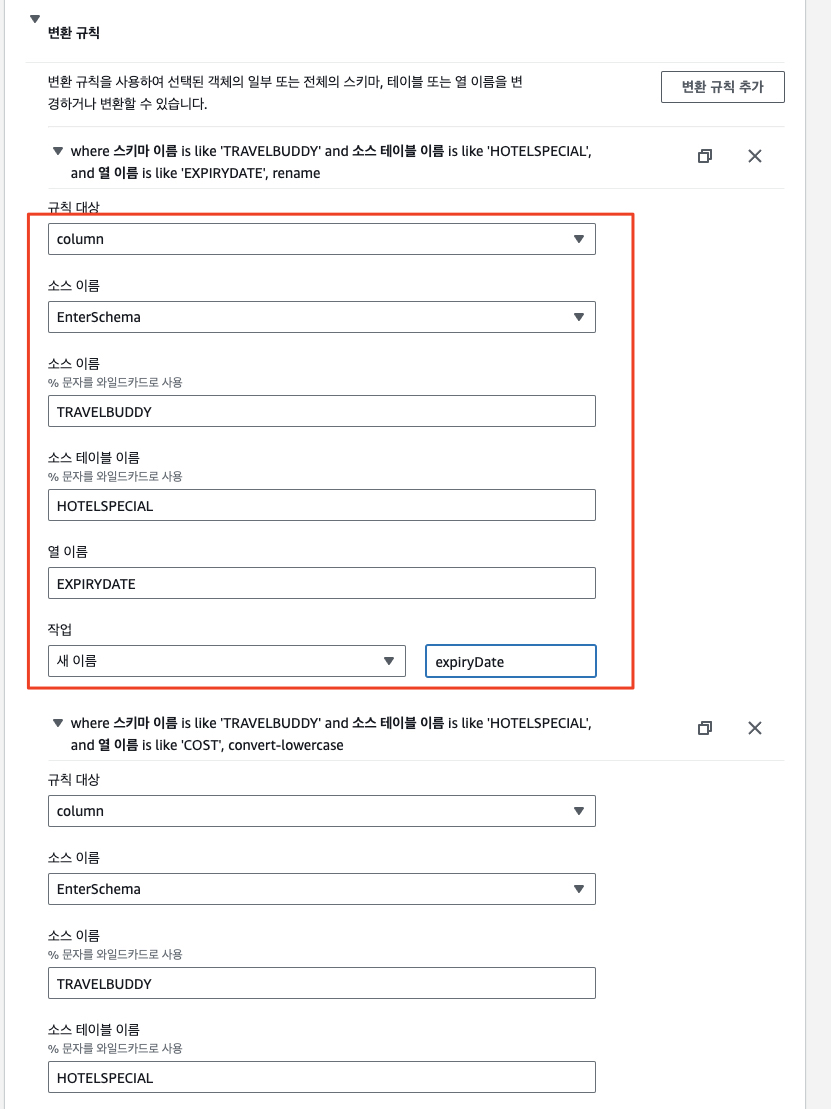 변환 규칙
변환 규칙을 사용하여 선택된 객체의 일부 또는 전체의 스키마, 테이블 또는 열 이름을 변
경하거나 변환할 수 있습니다.
변환 규칙 추가
where 스키마 이름 is like 'TRAVELBUDDY' and 소스 테이블 이름 is like 'HOTELSPECIAL',
and 열 이름 is like 'EXPIRYDATE', rename
규칙 대상
column
소스 이름
EnterSchema
소스 이름
% 문자를 와일드카드로 사용
TRAVELBUDDY
소스 테이블 이름
% 문자를 와일드카드로 사용
HOTELSPECIAL
열 이름
EXPIRYDATE
작업
새 이름
expiryDate
where 스키마 이름 is like 'TRAVELBUDDY' and 소스 테이블 이름 is like 'HOTELSPECIAL',
and 열 이름 is like 'COST', convert-lowercase
규칙 대상
column
소스 이름
EnterSchema
소스 이름
% 문자를 와일드카드로 사용
TRAVELBUDDY
소스 테이블 이름
% 문자를 와일드카드로 사용
HOTELSPECIAL